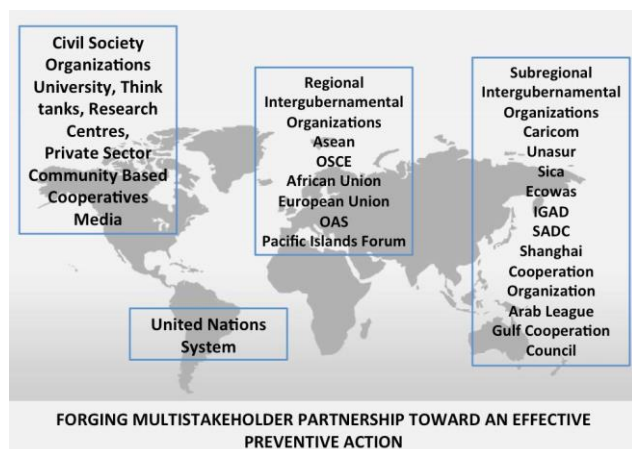 Civil Society
Organizations
University, Think
tanks, Research
Centres,
Private Sector
Community Based
Cooperatives
Media
Regional
Intergubernamental
Organizations
Asean
OSCE
African Union
European Union
OAS
Pacific Islands Forum
Subregional
Intergubernamental
Organizations
Caricom
Unasur
Sica
Ecowas
IGAD
SADC
Shanghai
Cooperation
Organization
Arab League
Gulf Cooperation
Council
United Nations
System
FORGING MULTISTAKEHOLDER PARTNERSHIP TOWARD AN EFFECTIVE
PREVENTIVE ACTION